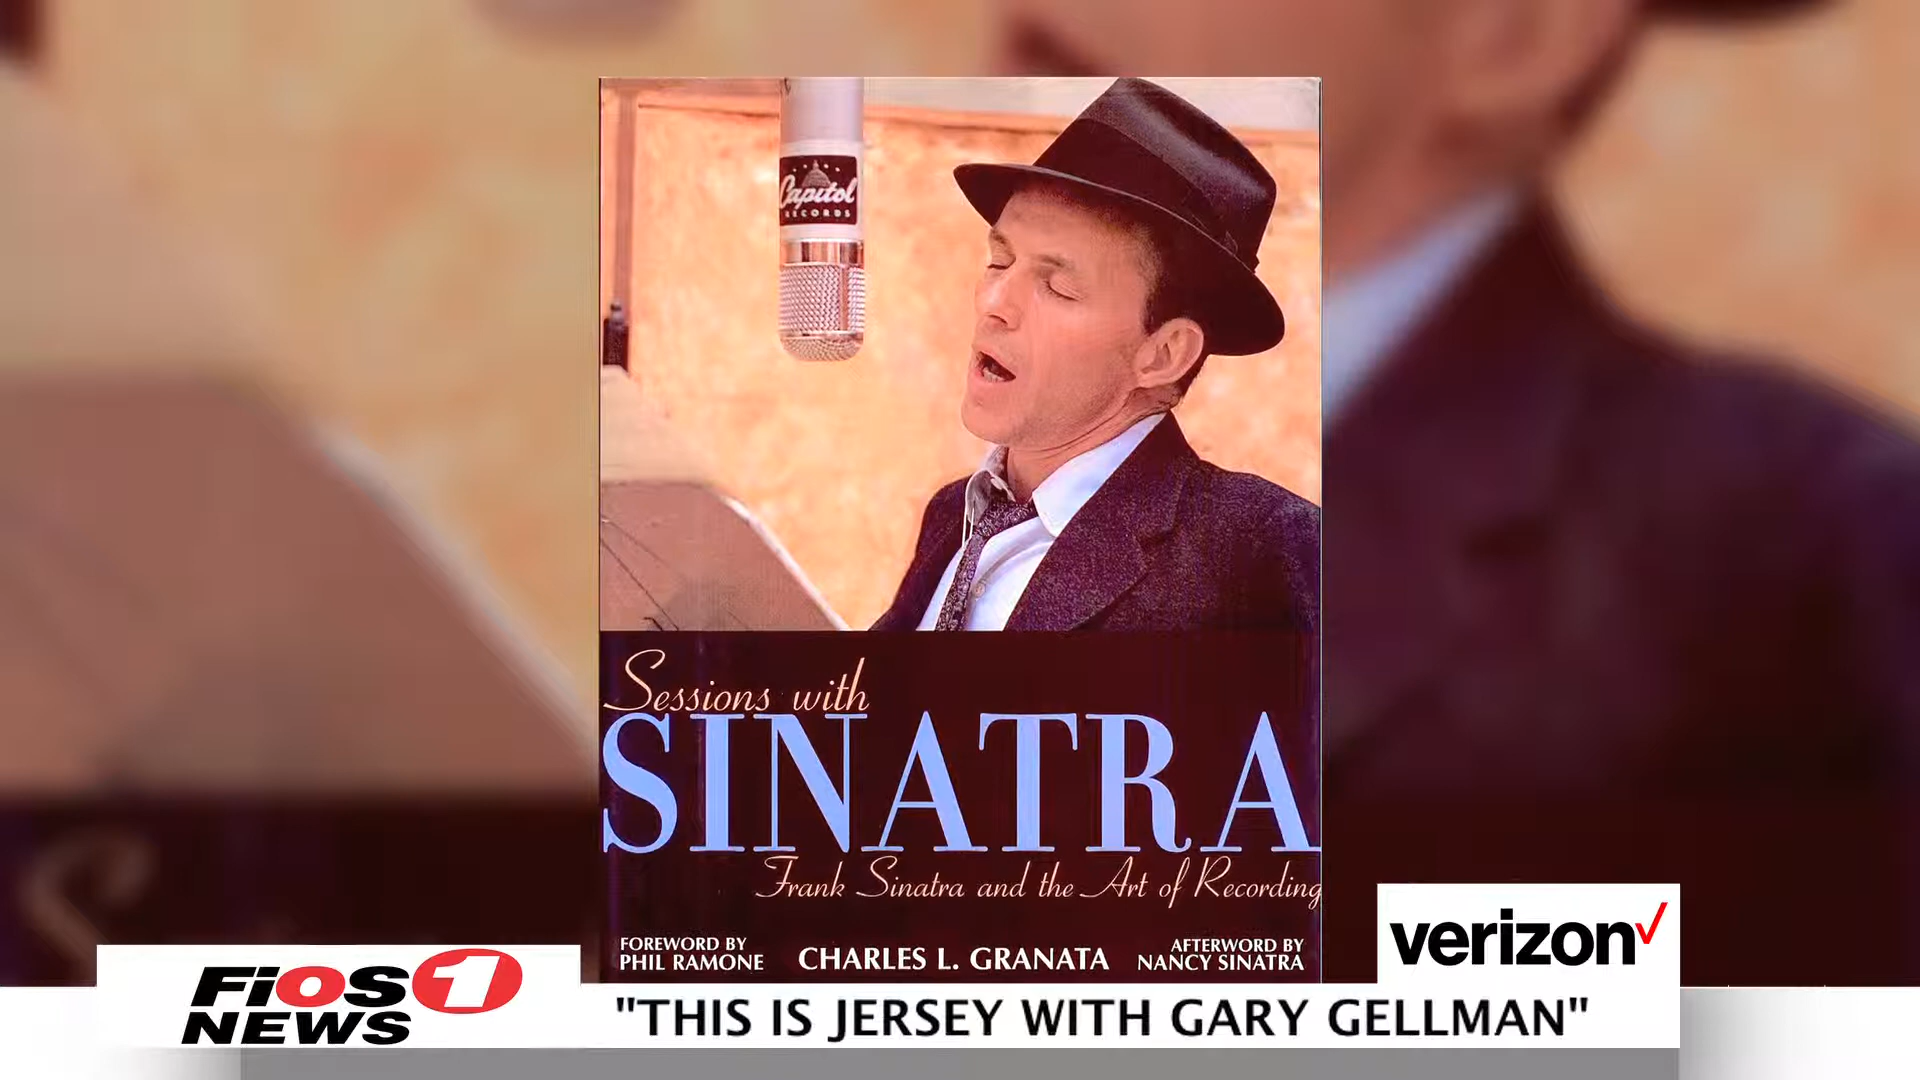 Capitol
RECORDS
Sessions with
SINATRA
Frank Sinatra and the Art of Recording
FOREWORD BY
PHIL RAMONE
CHARLES L. GRANATA
AFTERWORD BY
NANCY SINATRA
verizon✓
FiOS 1
NEWS
"THIS IS JERSEY WITH GARY GELLMAN"